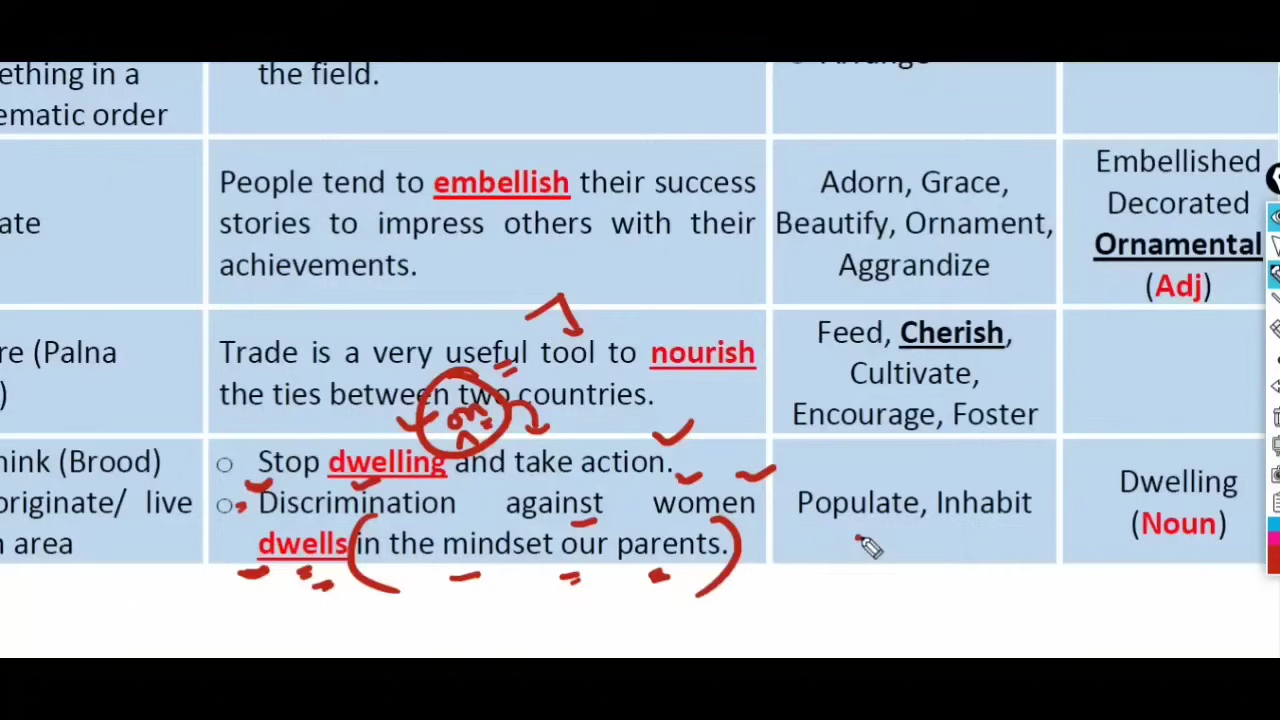 ething in a
ematic order
the field.
Arrange
ate
People tend to embellish their success
stories to impress others with their
achievements.
Adorn, Grace,
Beautify, Ornament,
Aggrandize
Embellished
Decorated
Ornamental
(Adj)
re (Palna
)
Trade is a very useful tool to nourish
the ties between two countries.
Feed, Cherish,
Cultivate,
Encourage, Foster
on
hink (Brood)
originate/ live
n area
Stop dwelling and take action.
Discrimination against women
dwells in the mindset our parents.
Populate, Inhabit
Dwelling
(Noun)